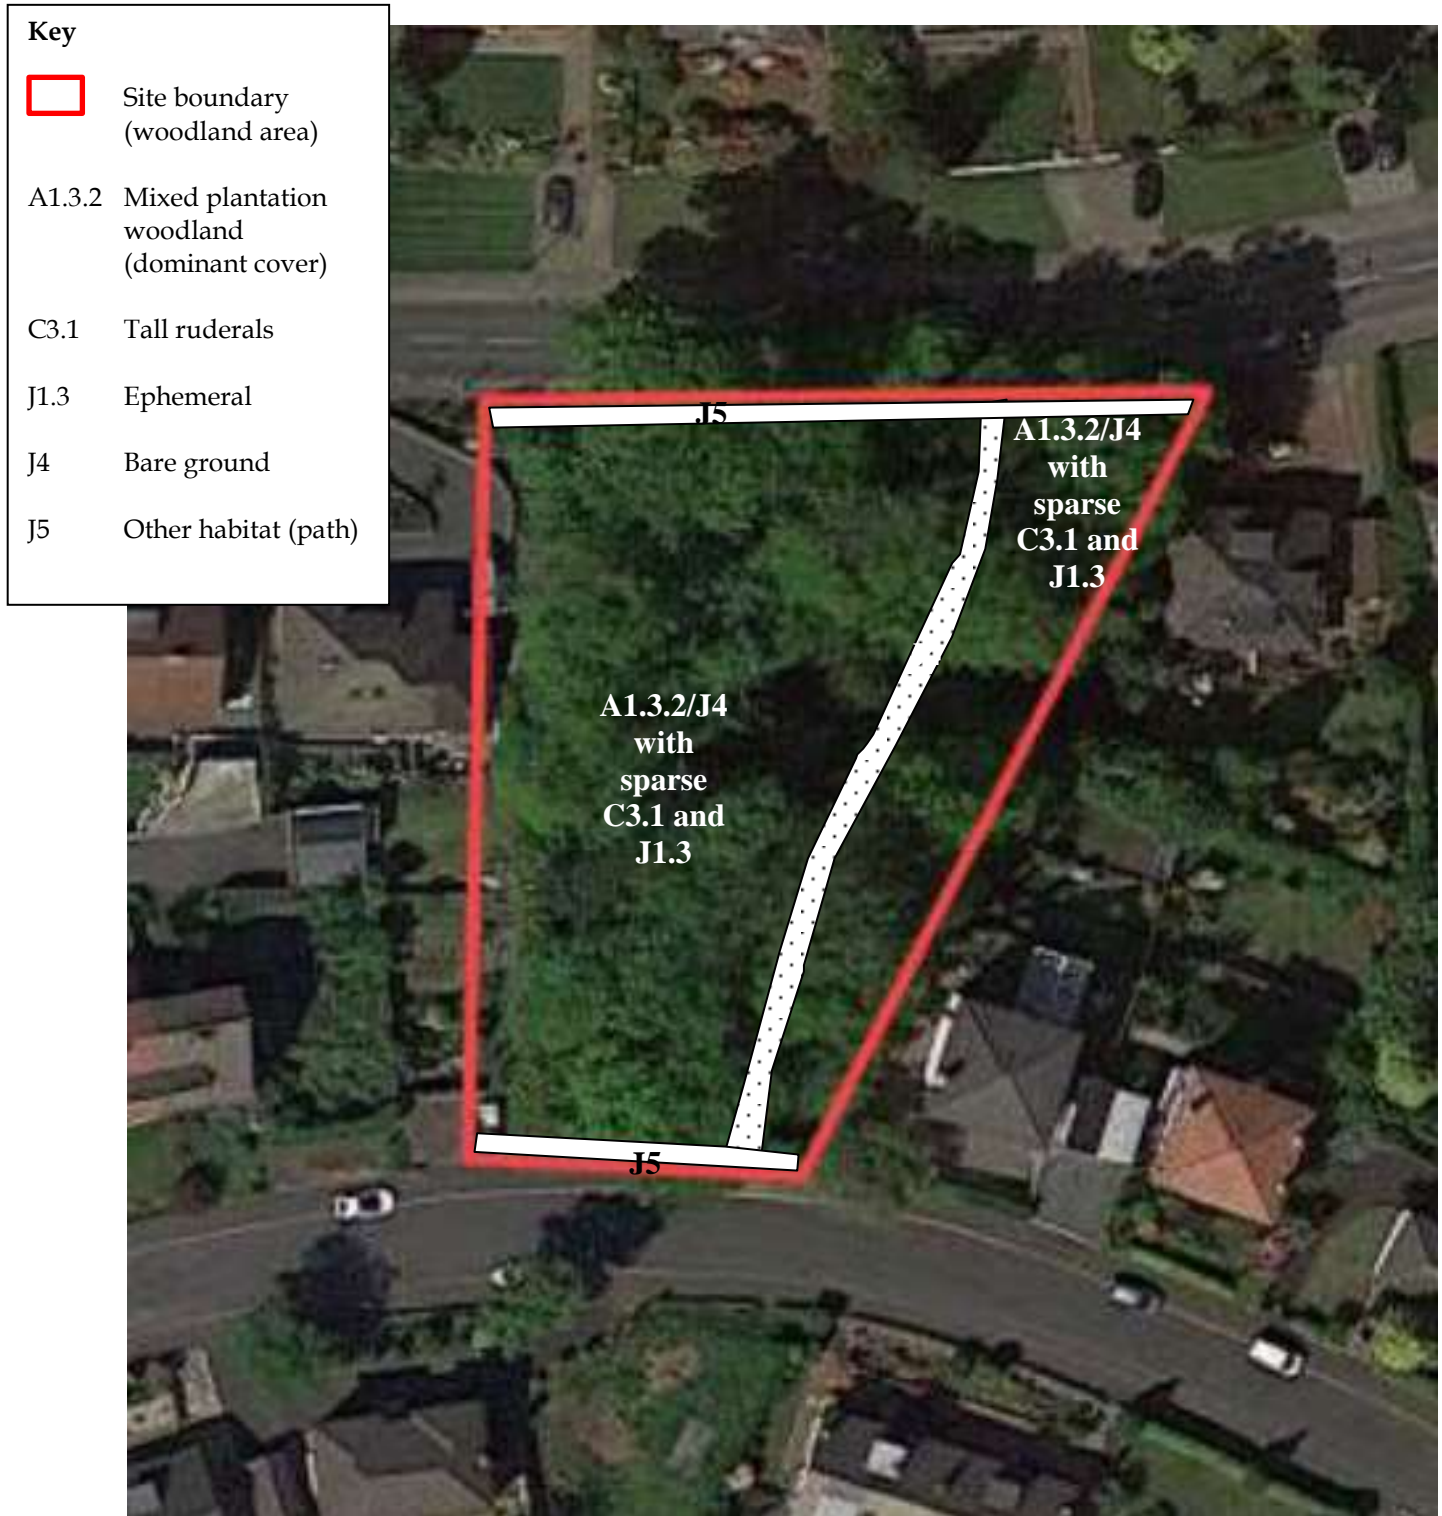 Key
Site boundary
(woodland area)
A1.3.2 Mixed plantation
woodland
(dominant cover)
C3.1 Tall ruderals
J1.3 Ephemeral
J4 Bare ground
J5 Other habitat (path)
J5
A1.3.2/J4
with
sparse
C3.1 and
J1.3
A1.3.2/J4
with
sparse
C3.1 and
J1.3
J5